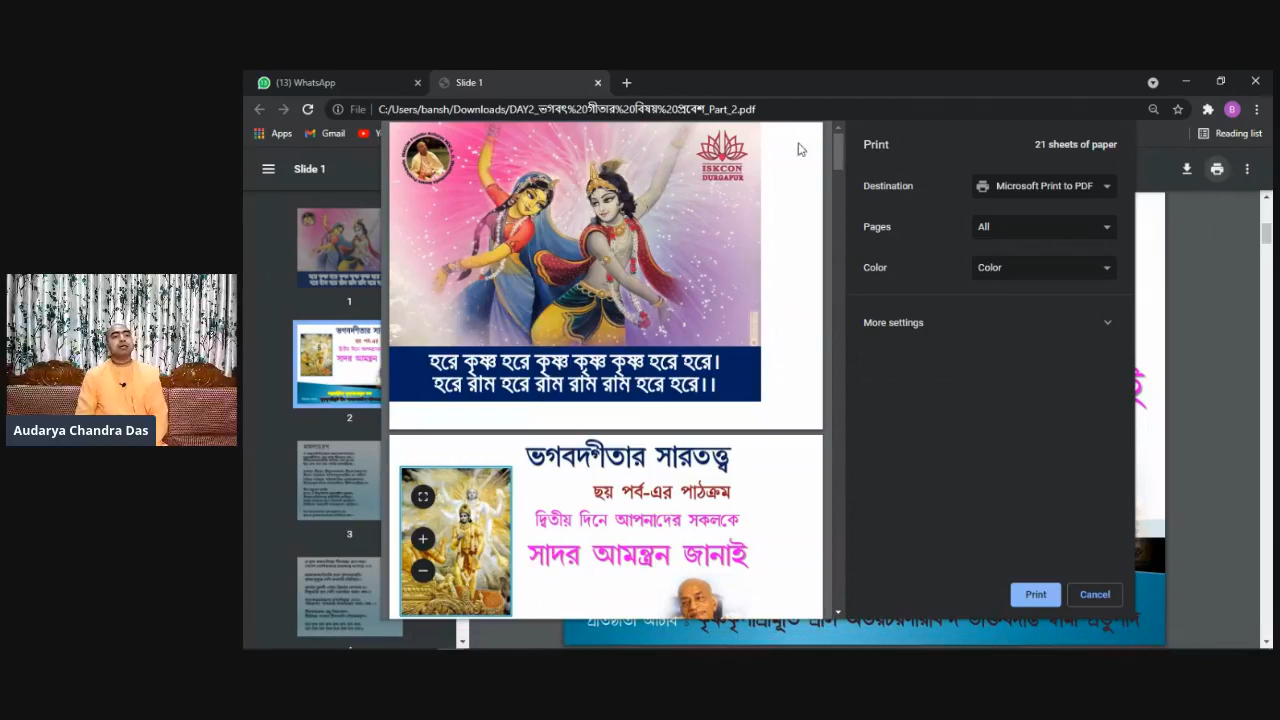 (13) WhatsApp
Slide 1
File
C:/Users/bansh/Downloads/DAY2_ভগবৎ%20গীতার%20বিষয়%20প্রবেশ_Part_2.pdf
Apps
Gmail
Reading list
Slide 1
1
2
3
ISKCON
DURGAPUR
হরে কৃষ্ণ হরে কৃষ্ণ কৃষ্ণ কৃষ্ণ হরে হরে।
হরে রাম হরে রাম রাম রাম হরে হরে।।
ভগবদ্গীতার সারতত্ত্ব
ছয় পর্ব-এর পাঠক্রম
দ্বিতীয় দিনে আপনাদের সকলকে
সাদর আমন্ত্রন জানাই
Print
21 sheets of paper
Destination
Microsoft Print to PDF
Pages
All
Color
Color
More settings
Print
Cancel
Audarya Chandra Das